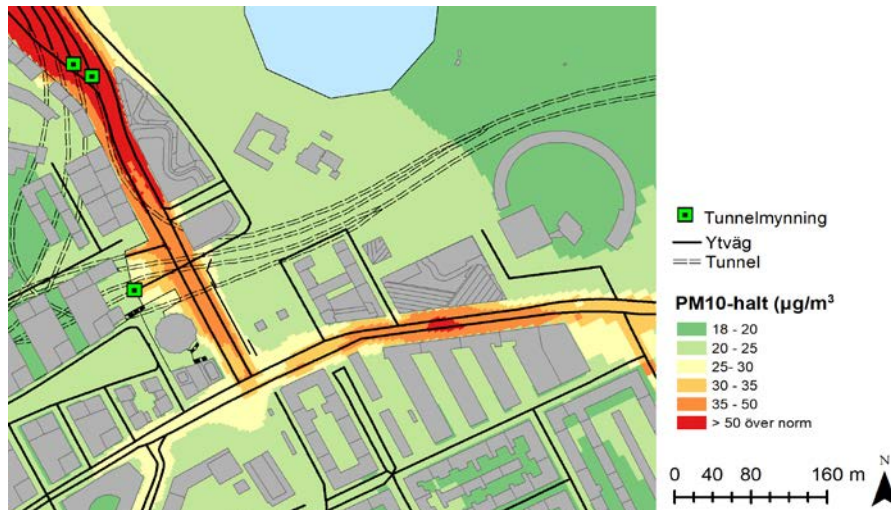 Tunnelmynning
Ytväg
Tunnel
PM10-halt (µg/m³
18 - 20
20 - 25
25- 30
30 - 35
35 - 50
> 50 över norm
N
0 40 80 160 m